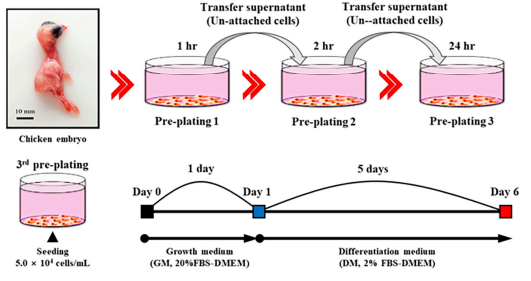 Transfer supernatant
(Un-attached cells)
Transfer supernatant
(Un--attached cells)
1 hr
2 hr
24 hr
10 mm
Pre-plating 1
Pre-plating 2
Pre-plating 3
Chicken embryo
3rd pre-plating
Seeding
5.0 × 10⁴ cells/mL
1 day
5 days
Day 0
Day 1
Day 6
Growth medium
(GM, 20%FBS-DMEM)
Differentiation medium
(DM, 2% FBS-DMEM)